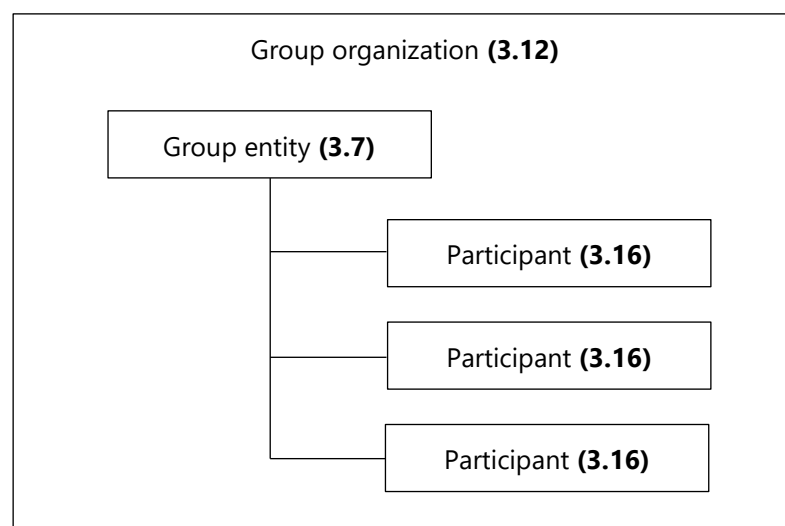 Group organization (3.12)
Group entity (3.7)
Participant (3.16)
Participant (3.16)
Participant (3.16)